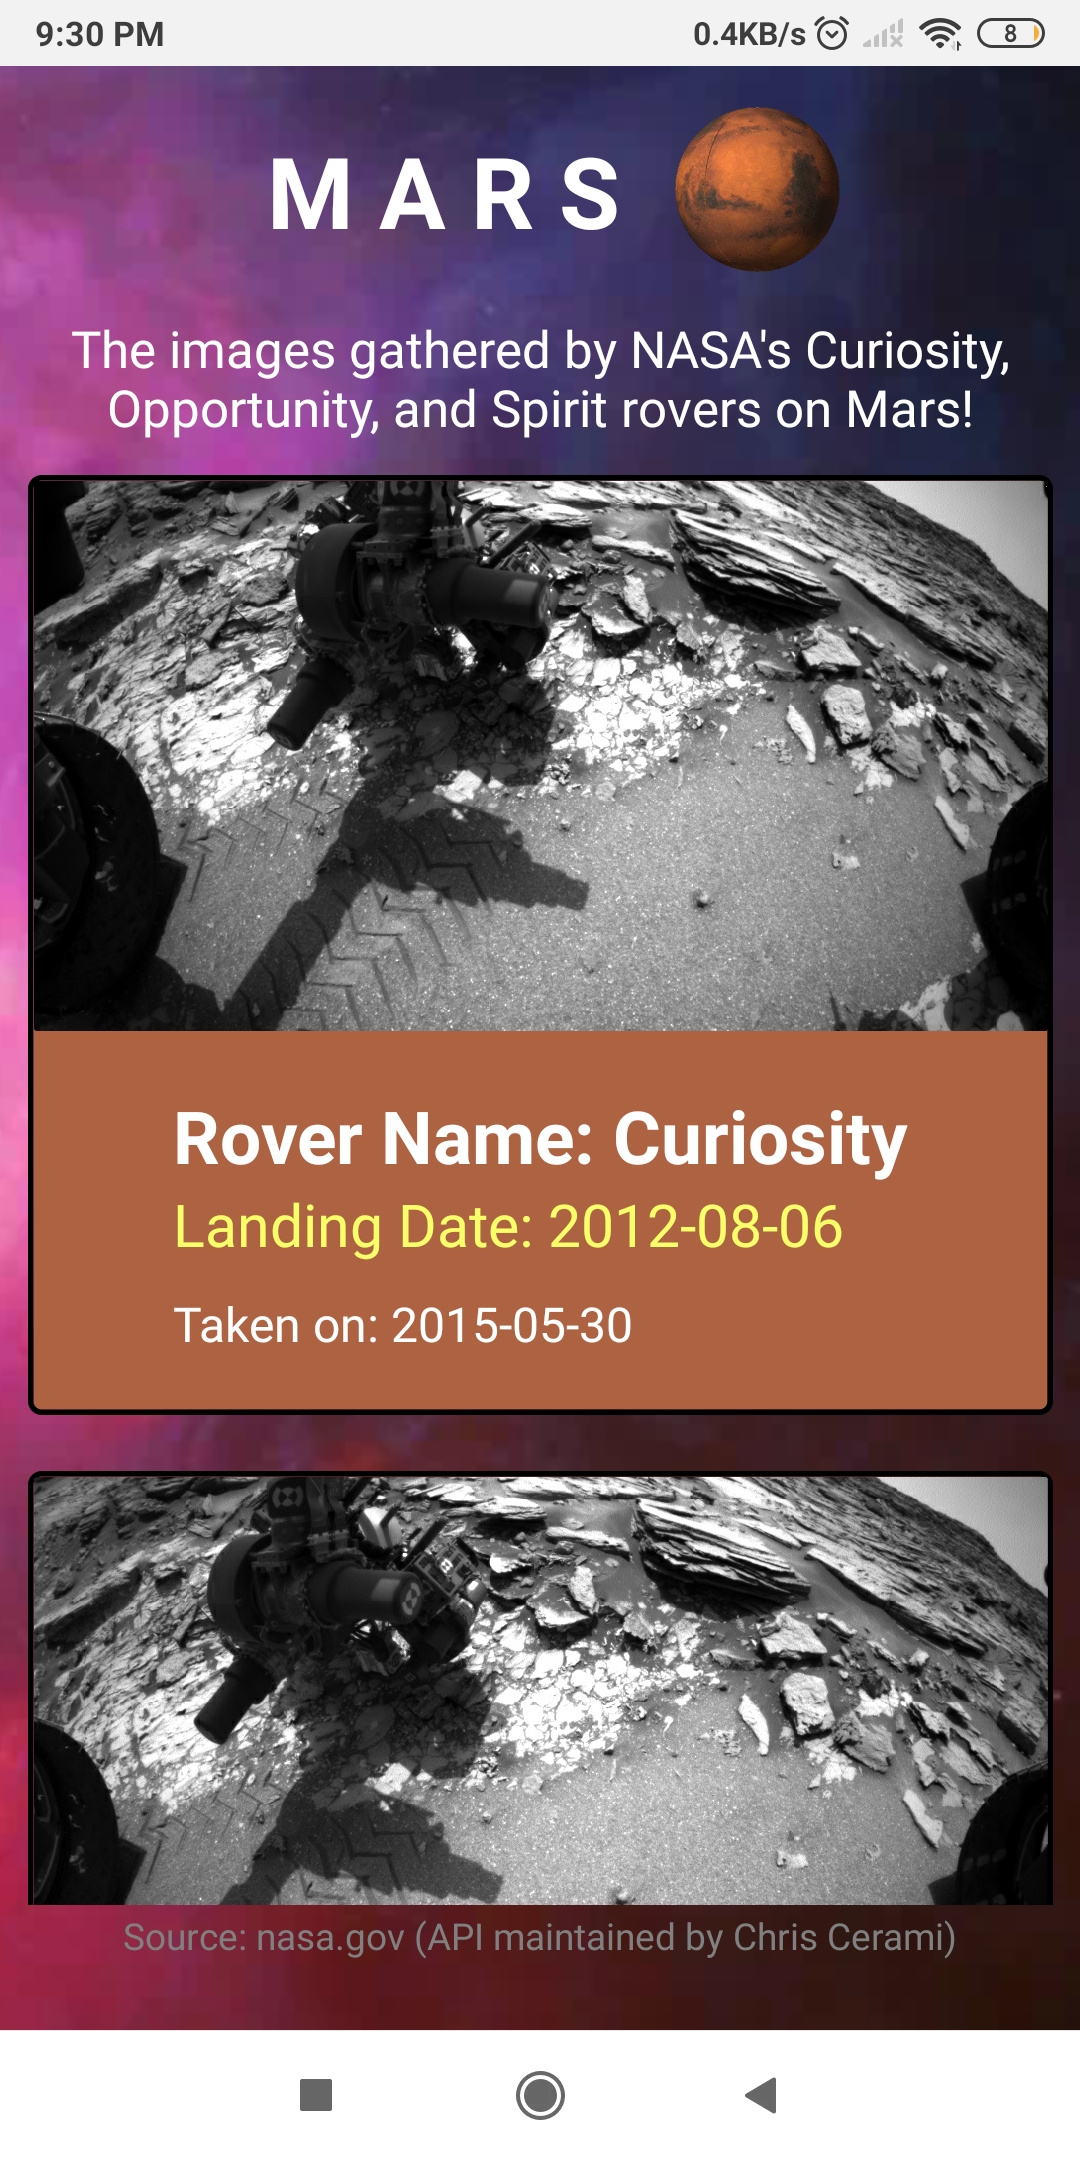 9:30 PM 0.4KB/s 8
MARS
The images gathered by NASA's Curiosity,
Opportunity, and Spirit rovers on Mars!
Rover Name: Curiosity
Landing Date: 2012-08-06
Taken on: 2015-05-30
Source: nasa.gov (API maintained by Chris Cerami)